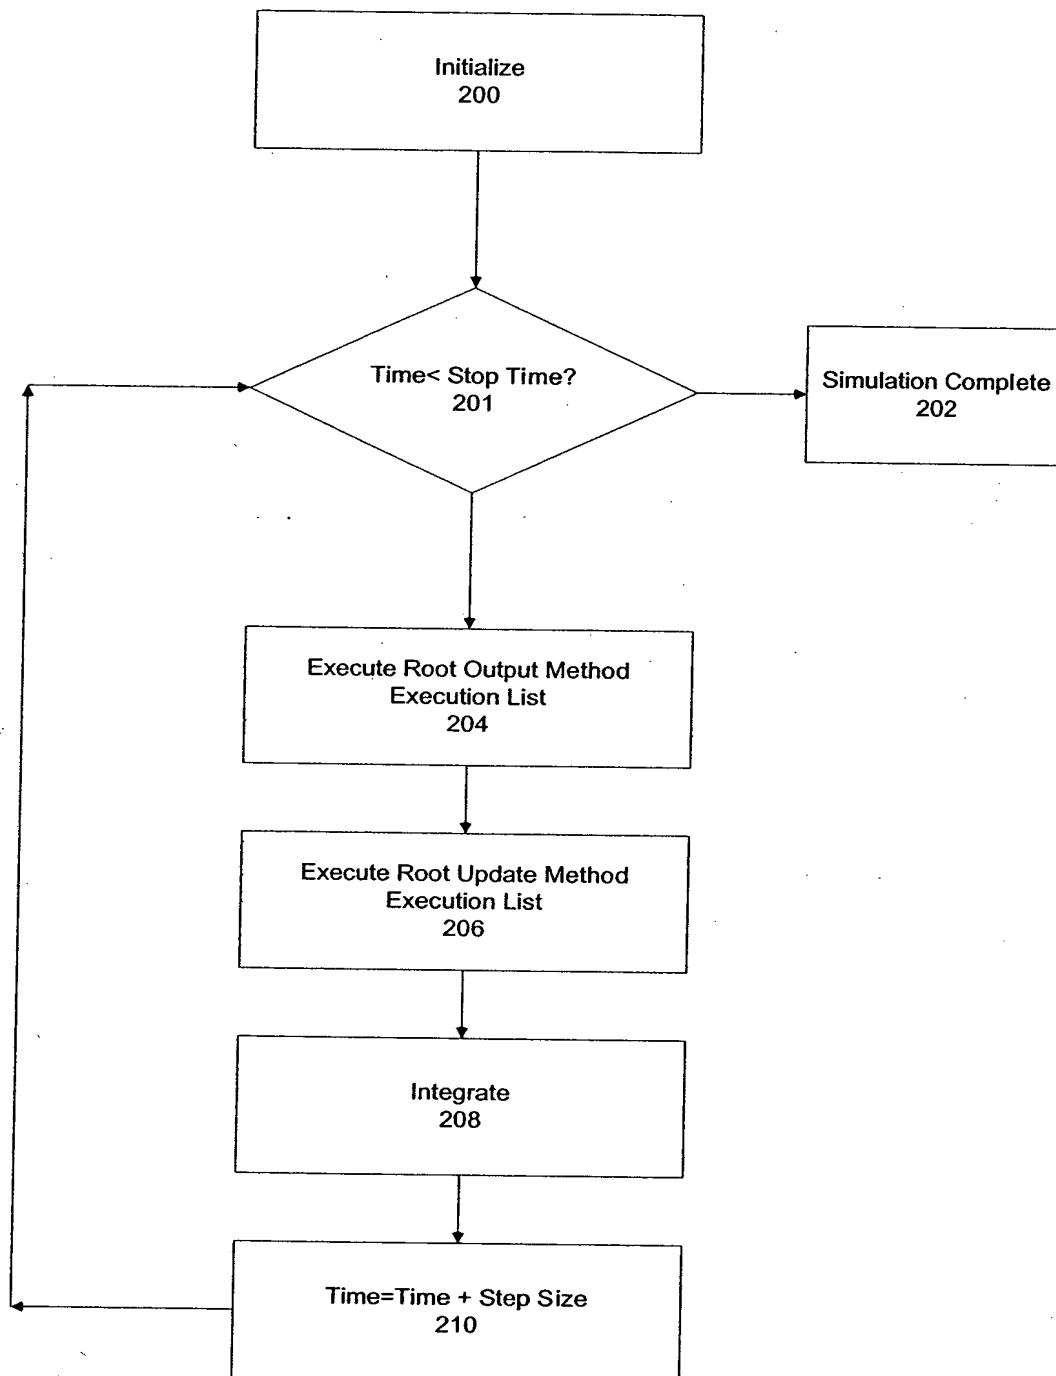 Initialize
200
Time< Stop Time?
201
Simulation Complete
202
Execute Root Output Method
Execution List
204
Execute Root Update Method
Execution List
206
Integrate
208
Time=Time + Step Size
210